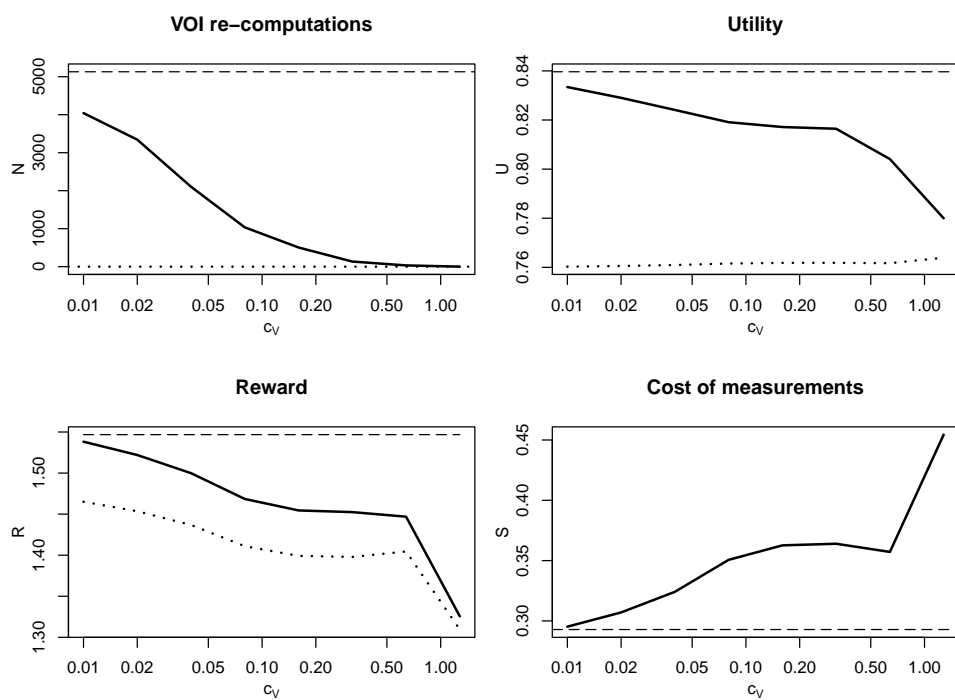 VOI re−computations
N
0 1000 3000 5000
0.01 0.02 0.05 0.10 0.20 0.50 1.00
cV
Utility
U
0.76 0.78 0.80 0.82 0.84
0.01 0.02 0.05 0.10 0.20 0.50 1.00
cV
Reward
R
1.30 1.40 1.50
0.01 0.02 0.05 0.10 0.20 0.50 1.00
cV
Cost of measurements
S
0.30 0.35 0.40 0.45
0.01 0.02 0.05 0.10 0.20 0.50 1.00
cV